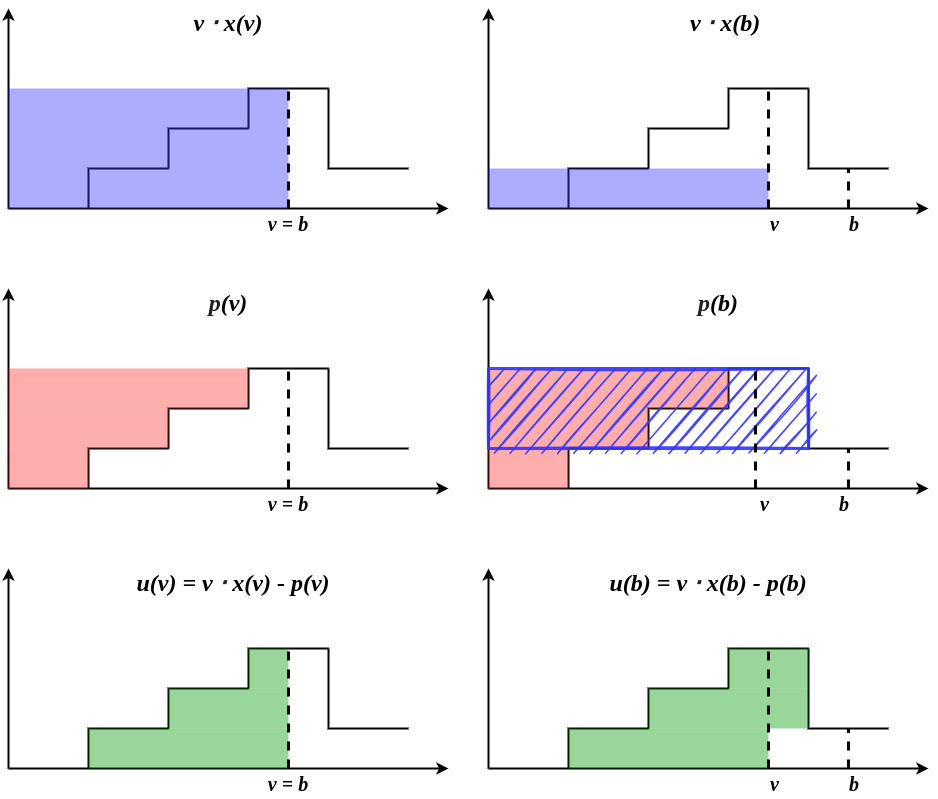 v · x(v)
v · x(b)
v = b
v
b
p(v)
p(b)
v = b
v
b
u(v) = v · x(v) - p(v)
u(b) = v · x(b) - p(b)
v = b
v
b